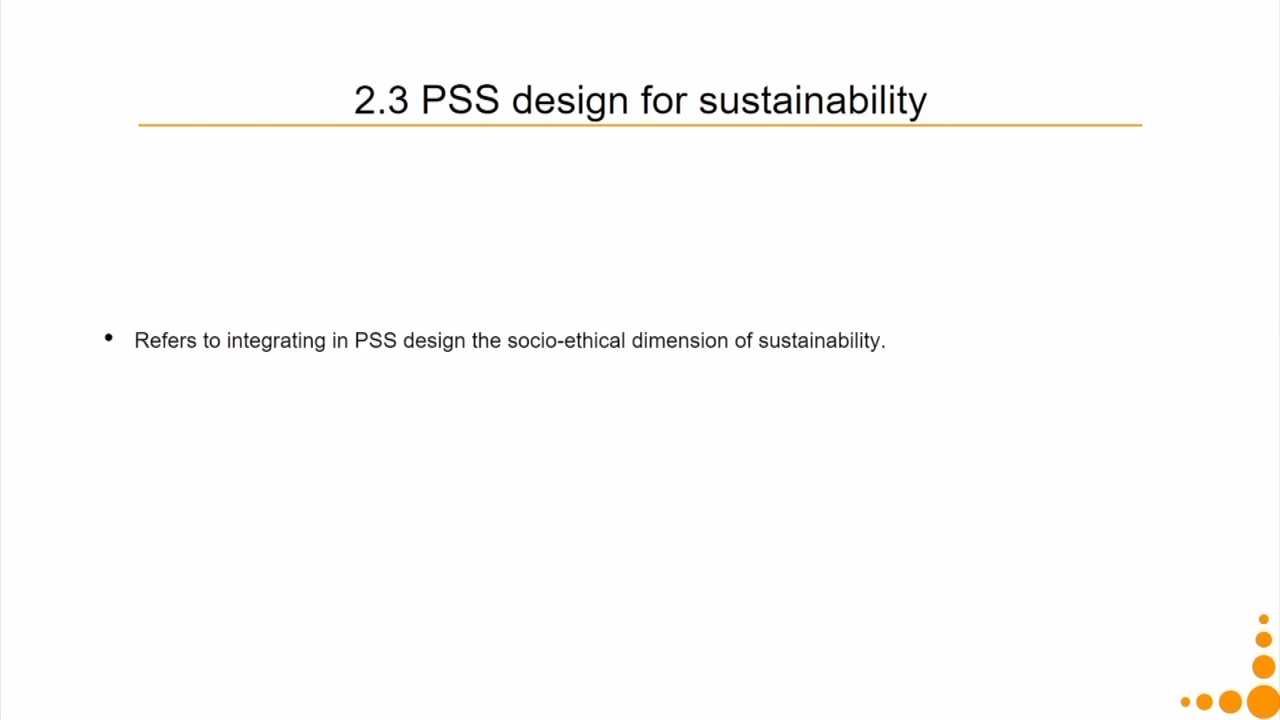 2.3 PSS design for sustainability
• Refers to integrating in PSS design the socio-ethical dimension of sustainability.